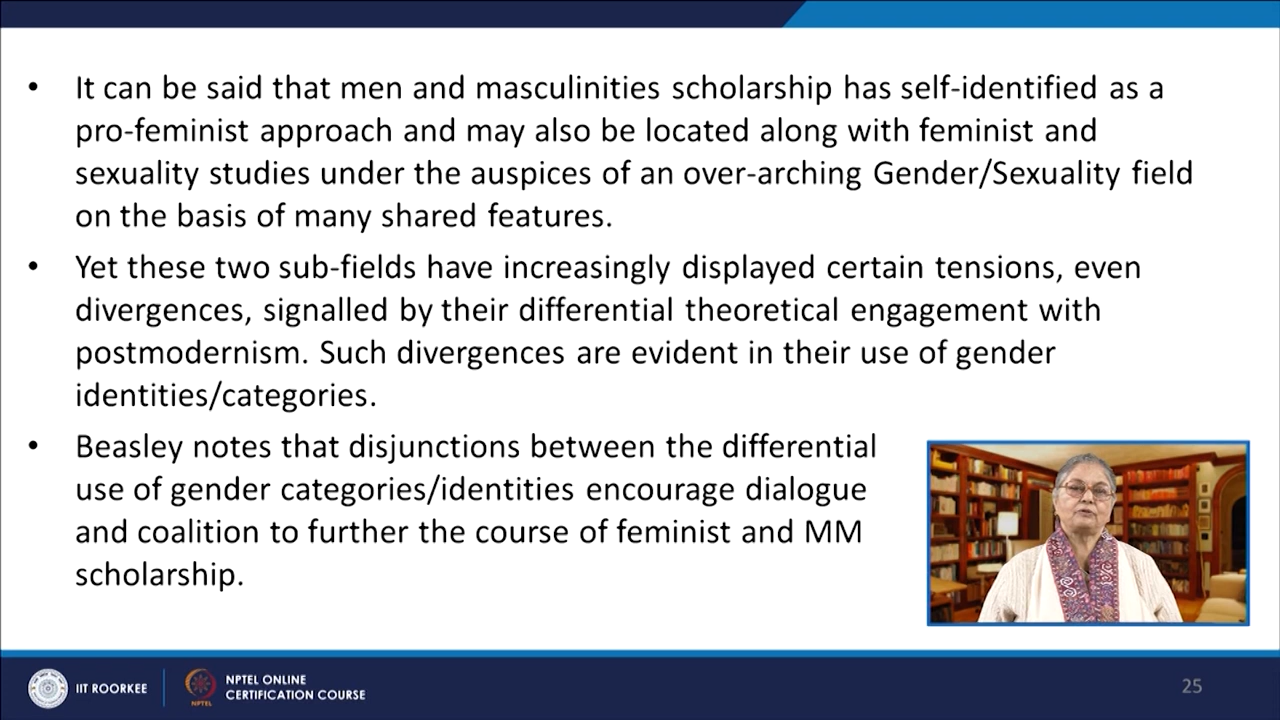 • It can be said that men and masculinities scholarship has self-identified as a
pro-feminist approach and may also be located along with feminist and
sexuality studies under the auspices of an over-arching Gender/Sexuality field
on the basis of many shared features.
• Yet these two sub-fields have increasingly displayed certain tensions, even
divergences, signalled by their differential theoretical engagement with
postmodernism. Such divergences are evident in their use of gender
identities/categories.
• Beasley notes that disjunctions between the differential
use of gender categories/identities encourage dialogue
and coalition to further the course of feminist and MM
scholarship.
IIT ROORKEE
NPTEL
NPTEL ONLINE
CERTIFICATION COURSE
25